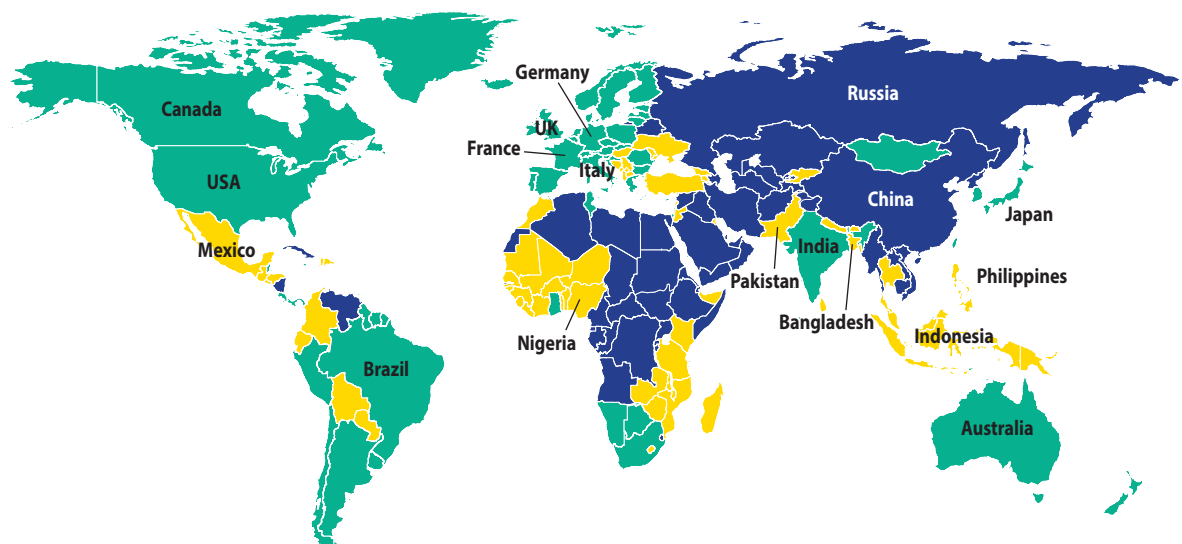 Germany
Russia
Canada
UK
France
Italy
USA
China
Japan
Mexico
India
Pakistan
Philippines
Bangladesh
Nigeria
Indonesia
Brazil
Australia